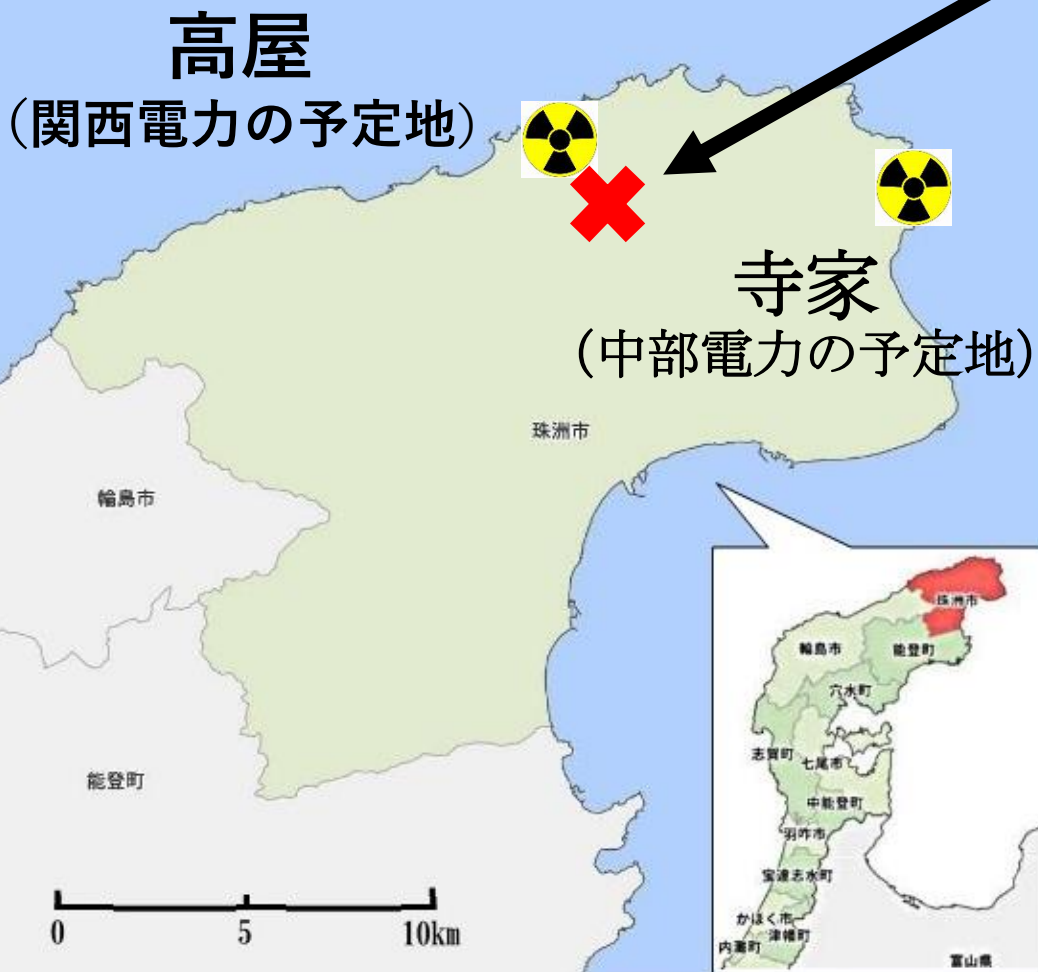 高屋
（関西電力の予定地）
寺家
（中部電力の予定地）
珠洲市
輪島市
能登町
0 5 10km
珠洲市
輪島市
能登町
穴水町
志賀町
七尾市
中能登町
羽咋市
宝達志水町
かほく市
津幡町
内灘町
富山県